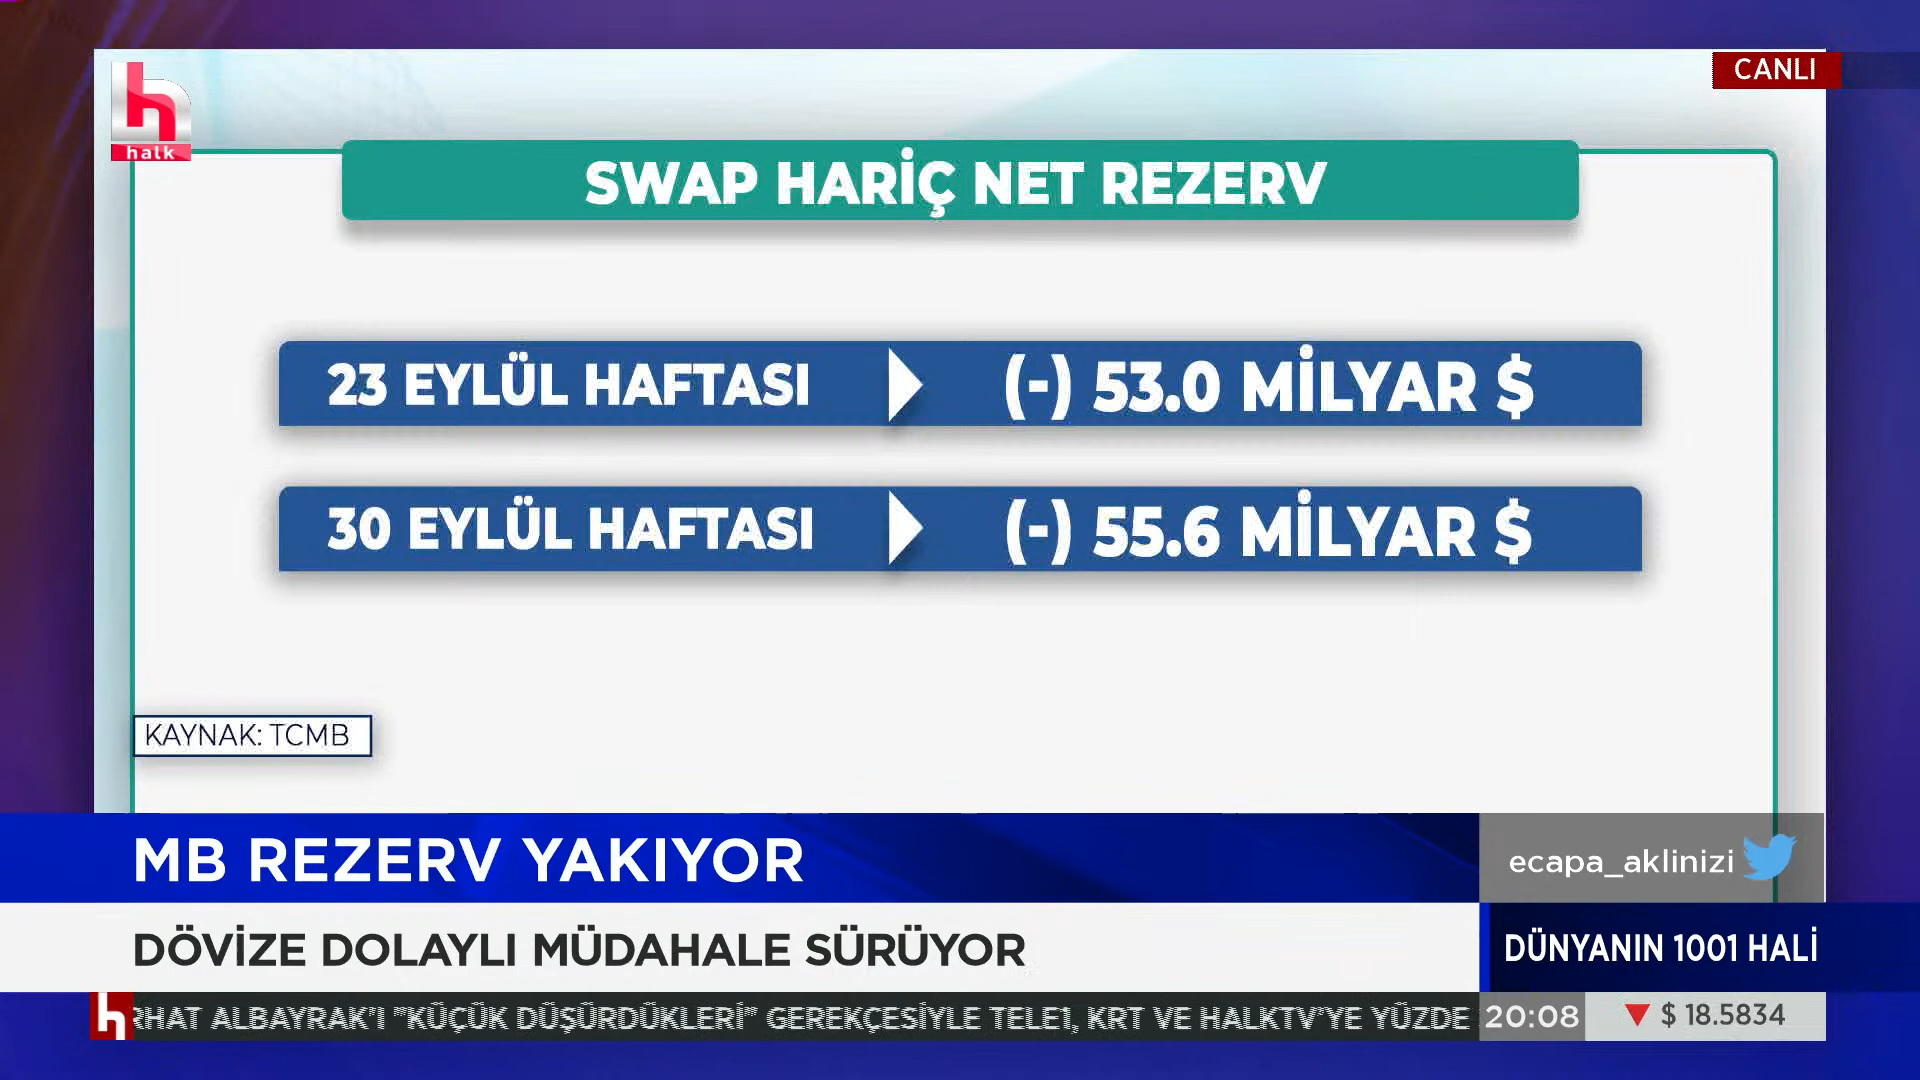 CANLI
halk
SWAP HARİÇ NET REZERV
23 EYLÜL HAFTASI (-) 53.0 MİLYAR $
30 EYLÜL HAFTASI (-) 55.6 MİLYAR $
KAYNAK: TCMB
MB REZERV YAKIYOR
ecapa_aklinizi
DÖVİZE DOLAYLI MÜDAHALE SÜRÜYOR
DÜNYANIN 1001 HALİ
RHAT ALBAYRAK'I "KÜÇÜK DÜŞÜRDÜKLERİ" GEREKÇESİYLE TELE1, KRT VE HALKTV'YE YÜZDE
20:08
$ 18.5834